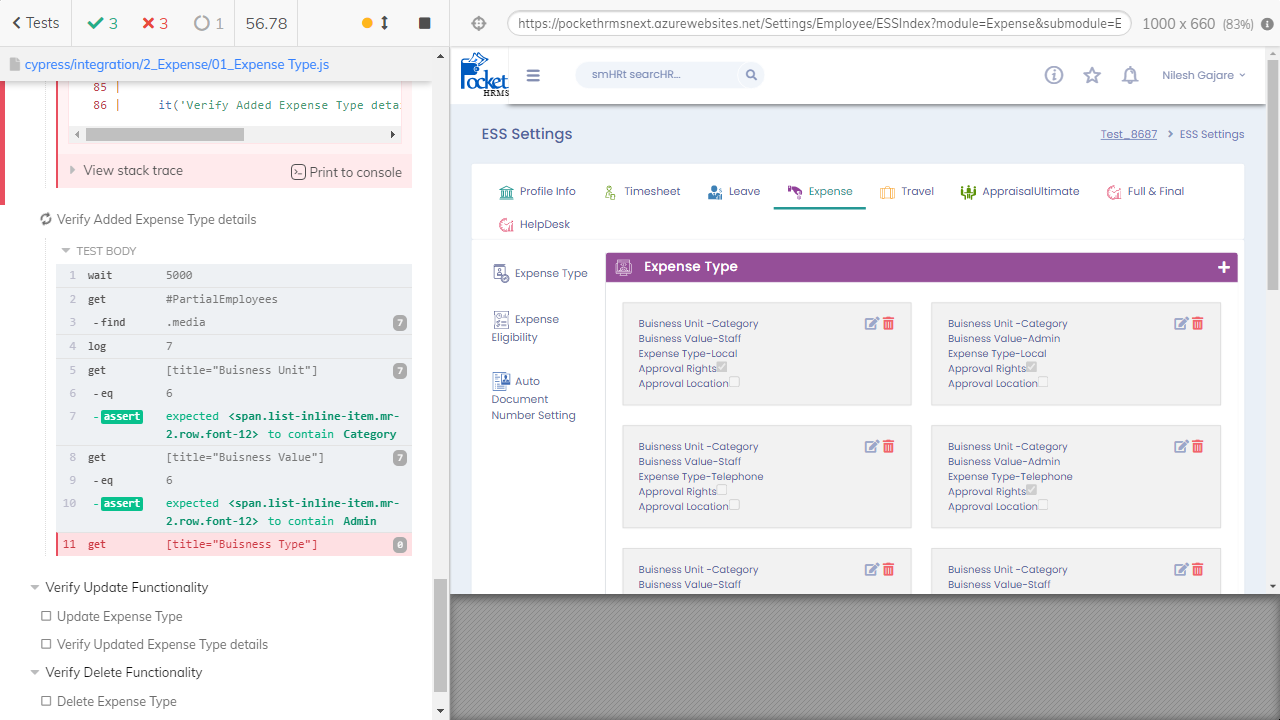 Tests
3
3
1
56.78
cypress/integration/2_Expense/01_Expense Type.js
85 |
86 | it('Verify Added Expense Type deta
View stack trace
Print to console
Verify Added Expense Type details
TEST BODY
1 wait 5000
2 get #PartialEmployees
3 -find .media 7
4 log 7
5 get [title="Buisness Unit"] 7
6 -eq 6
7 -assert expected <span.list-inline-item.mr-
2.row.font-12> to contain Category
8 get [title="Buisness Value"] 7
9 -eq 6
10 -assert expected <span.list-inline-item.mr-
2.row.font-12> to contain Admin
11 get [title="Buisness Type"] 0
Verify Update Functionality
Update Expense Type
Verify Updated Expense Type details
Verify Delete Functionality
Delete Expense Type
https://pockethrmsnext.azurewebsites.net/Settings/Employee/ESSIndex?module=Expense&submodule=E
1000 x 660 (83%)
Pocket
HRMS
smHRt searcHR...
Nilesh Gajare
ESS Settings
Test_8687 > ESS Settings
Profile Info
Timesheet
Leave
Expense
Travel
AppraisalUltimate
Full & Final
HelpDesk
Expense Type
Expense
Eligibility
Auto
Document
Number Setting
Expense Type
Buisness Unit -Category
Buisness Value-Staff
Expense Type-Local
Approval Rights
Approval Location
Buisness Unit -Category
Buisness Value-Admin
Expense Type-Local
Approval Rights
Approval Location
Buisness Unit -Category
Buisness Value-Staff
Expense Type-Telephone
Approval Rights
Approval Location
Buisness Unit -Category
Buisness Value-Admin
Expense Type-Telephone
Approval Rights
Approval Location
Buisness Unit -Category
Buisness Value-Staff
Buisness Unit -Category
Buisness Value-Staff